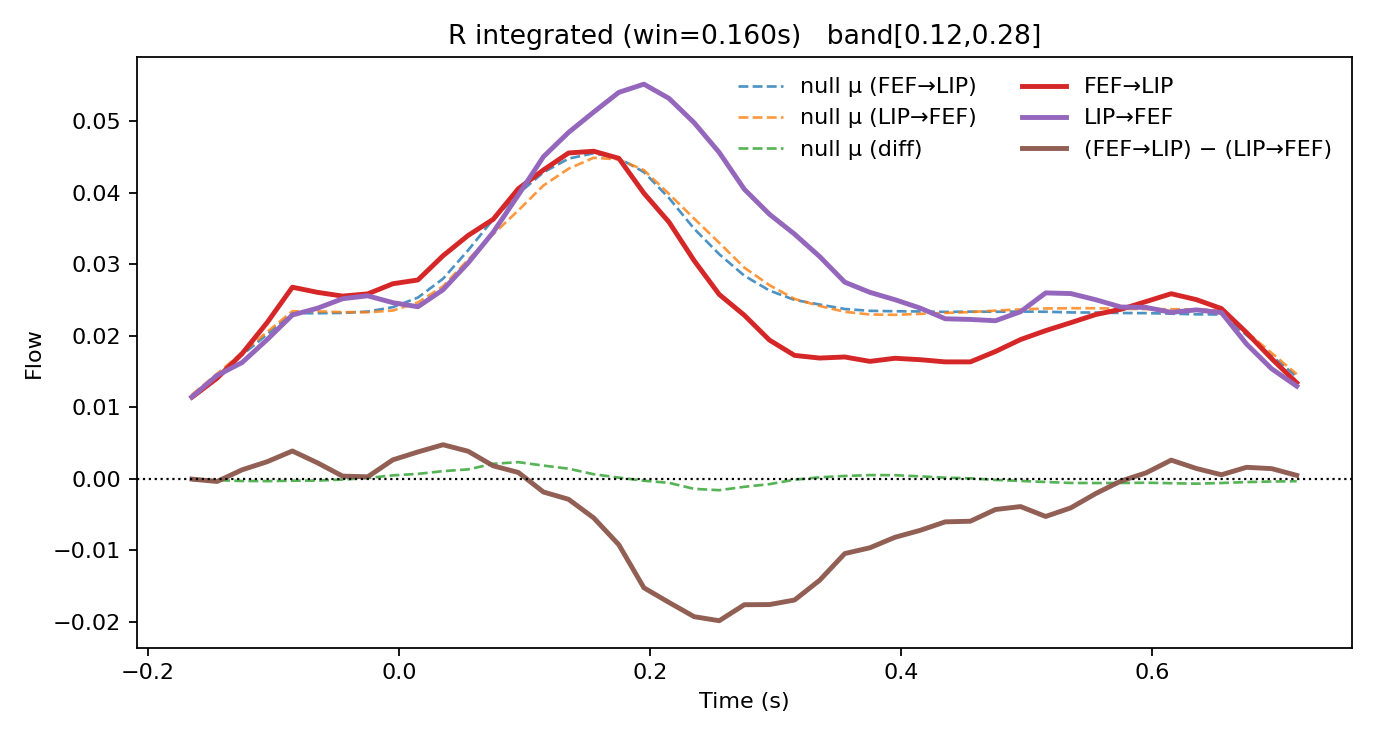 R integrated (win=0.160s)   band[0.12,0.28]
null μ (FEF→LIP)
null μ (LIP→FEF)
null μ (diff)
FEF→LIP
LIP→FEF
(FEF→LIP) − (LIP→FEF)
Flow
0.05
0.04
0.03
0.02
0.01
0.00
−0.01
−0.02
−0.2 0.0 0.2 0.4 0.6
Time (s)